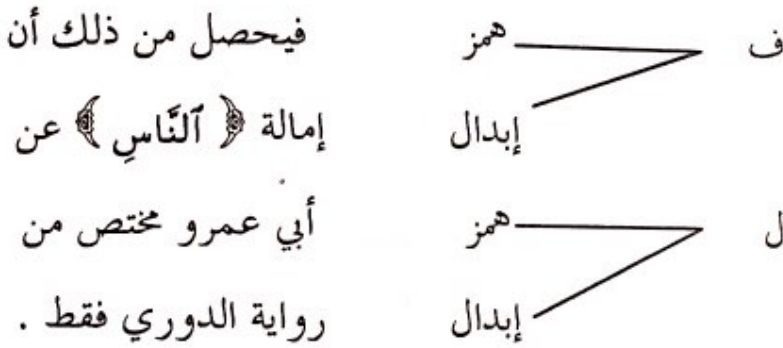 ف همز فيحصل من ذلك أن
إبدال إمالة ﴿ ٱلنَّاسِ ﴾ عن
ل همز أبي عمرو مختص من
إبدال رواية الدوري فقط .